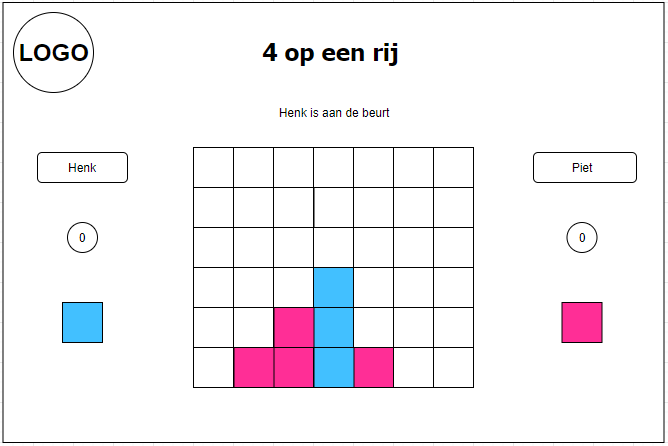 LOGO
4 op een rij
Henk is aan de beurt
Henk
Piet
0
0